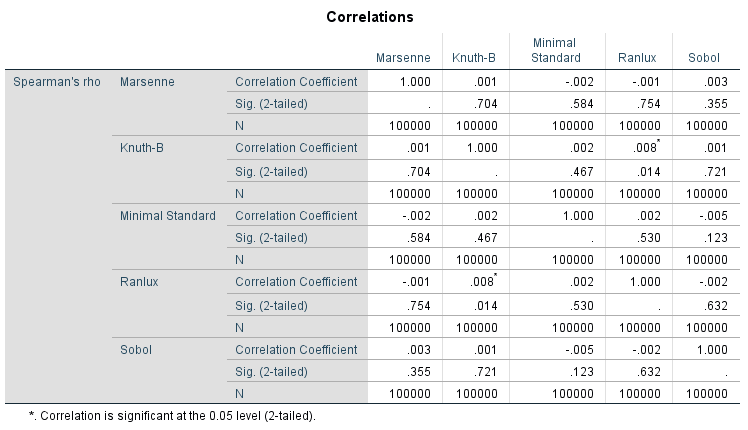 Correlations
Marsenne Knuth-B Minimal Standard Ranlux Sobol
Spearman's rho Marsenne Correlation Coefficient 1.000 .001 -.002 -.001 .003
Sig. (2-tailed) . .704 .584 .754 .355
N 100000 100000 100000 100000 100000
Knuth-B Correlation Coefficient .001 1.000 .002 .008* .001
Sig. (2-tailed) .704 . .467 .014 .721
N 100000 100000 100000 100000 100000
Minimal Standard Correlation Coefficient -.002 .002 1.000 .002 -.005
Sig. (2-tailed) .584 .467 . .530 .123
N 100000 100000 100000 100000 100000
Ranlux Correlation Coefficient -.001 .008* .002 1.000 -.002
Sig. (2-tailed) .754 .014 .530 . .632
N 100000 100000 100000 100000 100000
Sobol Correlation Coefficient .003 .001 -.005 -.002 1.000
Sig. (2-tailed) .355 .721 .123 .632 .
N 100000 100000 100000 100000 100000
*. Correlation is significant at the 0.05 level (2-tailed).